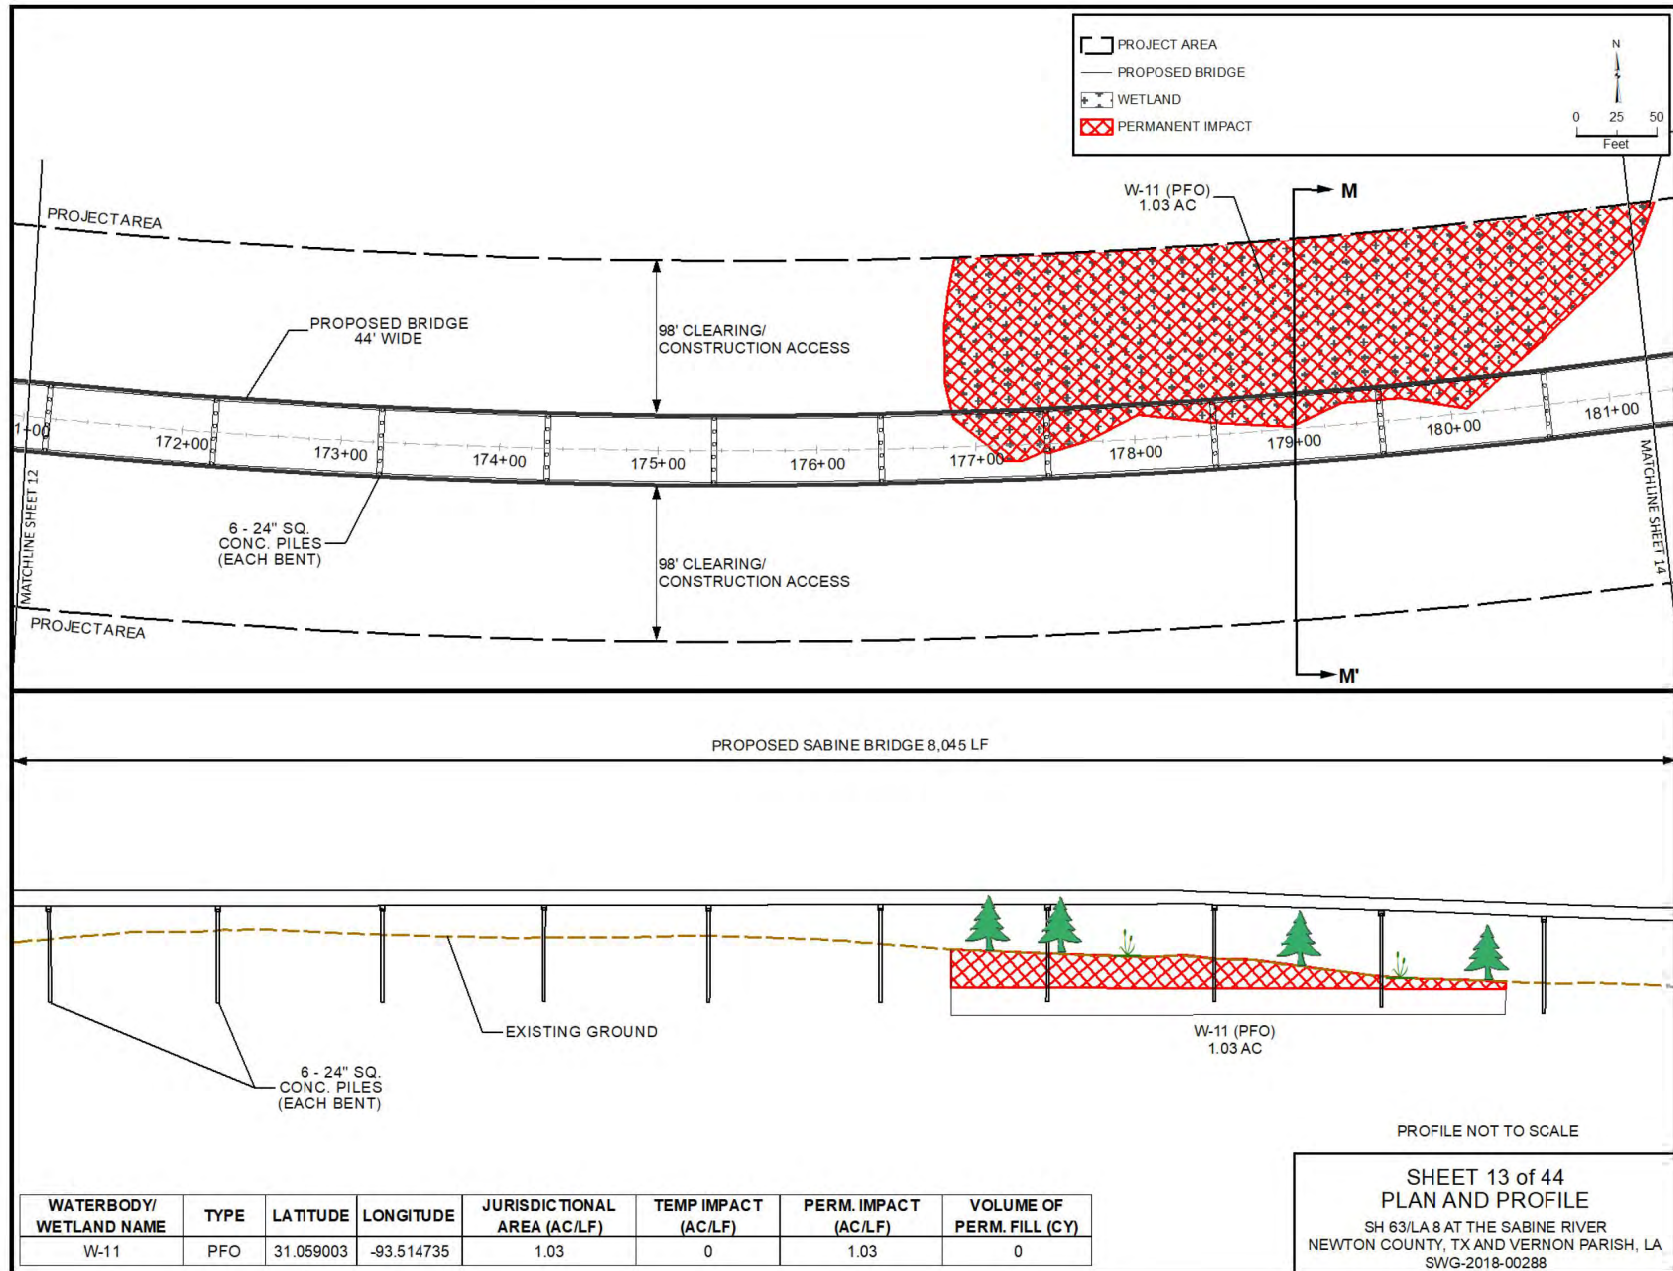 PROJECT AREA
PROPOSED BRIDGE
WETLAND
PERMANENT IMPACT
N
0 25 50
Feet
W-11 (PFO)
1.03 AC
M
PROJECT AREA
PROPOSED BRIDGE
44' WIDE
98' CLEARING/
CONSTRUCTION ACCESS
1+00
172+00
173+00
174+00
175+00
176+00
177+00
178+00
179+00
180+00
181+00
MATCHLINE SHEET 12
MATCHLINE SHEET 14
6 - 24" SQ.
CONC. PILES
(EACH BENT)
98' CLEARING/
CONSTRUCTION ACCESS
PROJECT AREA
M'
PROPOSED SABINE BRIDGE 8,045 LF
EXISTING GROUND
W-11 (PFO)
1.03 AC
6 - 24" SQ.
CONC. PILES
(EACH BENT)
PROFILE NOT TO SCALE
WATERBODY/ WETLAND NAME TYPE LATITUDE LONGITUDE JURISDICTIONAL AREA (AC/LF) TEMP IMPACT (AC/LF) PERM. IMPACT (AC/LF) VOLUME OF PERM. FILL (CY)
W-11 PFO 31.059003 -93.514735 1.03 0 1.03 0
SHEET 13 of 44
PLAN AND PROFILE
SH 63/LA 8 AT THE SABINE RIVER
NEWTON COUNTY, TX AND VERNON PARISH, LA
SWG-2018-00288